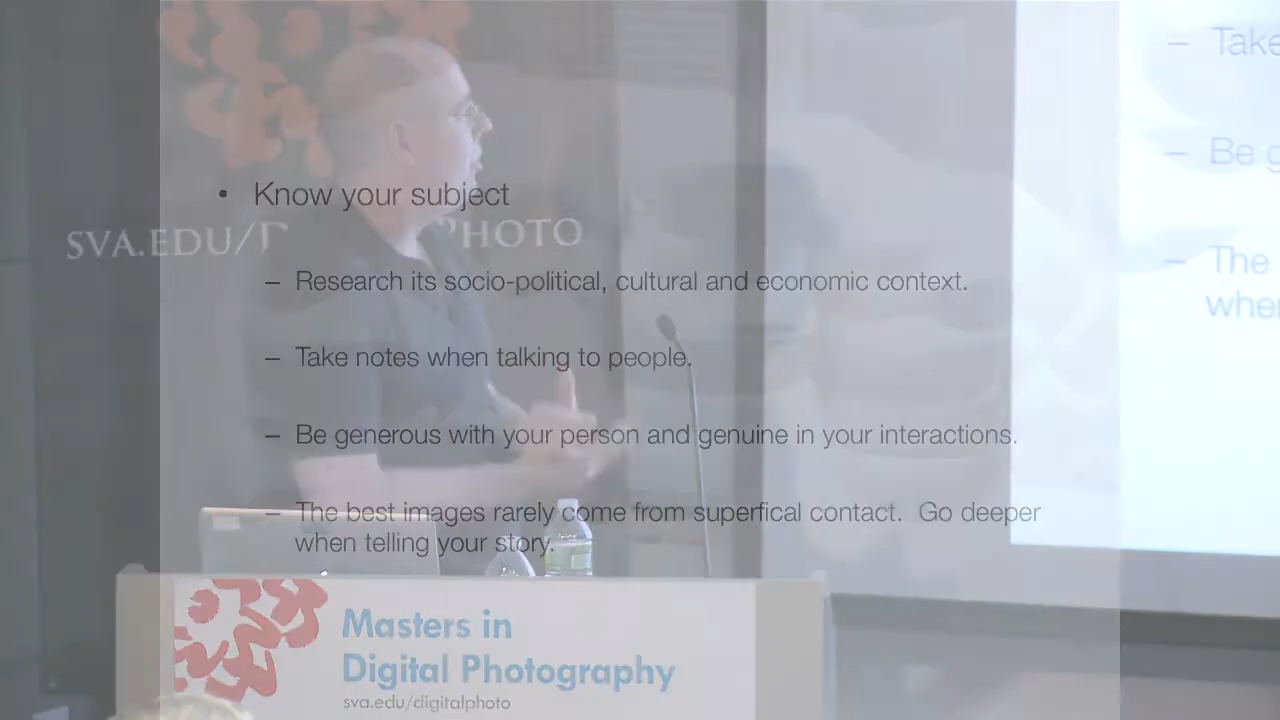 Take
Be g
The
when
• Know your subject
SVA.EDU/D PHOTO
– Research its socio-political, cultural and economic context.
– Take notes when talking to people.
– Be generous with your person and genuine in your interactions.
– The best images rarely come from superfical contact. Go deeper
when telling your story.
Masters in
Digital Photography
sva.edu/digitalphoto